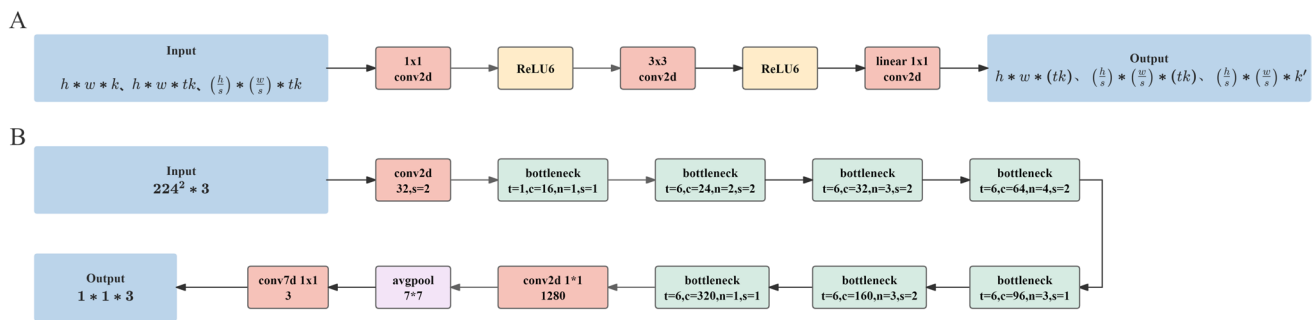 A
Input
h * w * k、h * w * tk、(h/s) * (w/s) * tk
1x1
conv2d
ReLU6
3x3
conv2d
ReLU6
linear 1x1
conv2d
Output
h * w * (tk)、 (h/s) * (w/s) * (tk)、 (h/s) * (w/s) * k′
B
Input
224² * 3
conv2d
32,s=2
bottleneck
t=1,c=16,n=1,s=1
bottleneck
t=6,c=24,n=2,s=2
bottleneck
t=6,c=32,n=3,s=2
bottleneck
t=6,c=64,n=4,s=2
Output
1 * 1 * 3
conv7d 1x1
3
avgpool
7*7
conv2d 1*1
1280
bottleneck
t=6,c=320,n=1,s=1
bottleneck
t=6,c=160,n=3,s=2
bottleneck
t=6,c=96,n=3,s=1